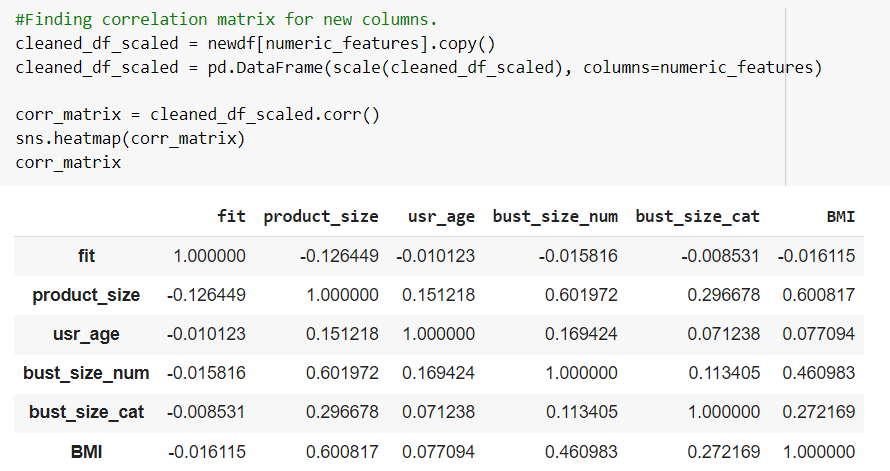 #Finding correlation matrix for new columns.
cleaned_df_scaled = newdf[numeric_features].copy()
cleaned_df_scaled = pd.DataFrame(scale(cleaned_df_scaled), columns=numeric_features)
corr_matrix = cleaned_df_scaled.corr()
sns.heatmap(corr_matrix)
corr_matrix
fit product_size usr_age bust_size_num bust_size_cat BMI
fit 1.000000 -0.126449 -0.010123 -0.015816 -0.008531 -0.016115
product_size -0.126449 1.000000 0.151218 0.601972 0.296678 0.600817
usr_age -0.010123 0.151218 1.000000 0.169424 0.071238 0.077094
bust_size_num -0.015816 0.601972 0.169424 1.000000 0.113405 0.460983
bust_size_cat -0.008531 0.296678 0.071238 0.113405 1.000000 0.272169
BMI -0.016115 0.600817 0.077094 0.460983 0.272169 1.000000